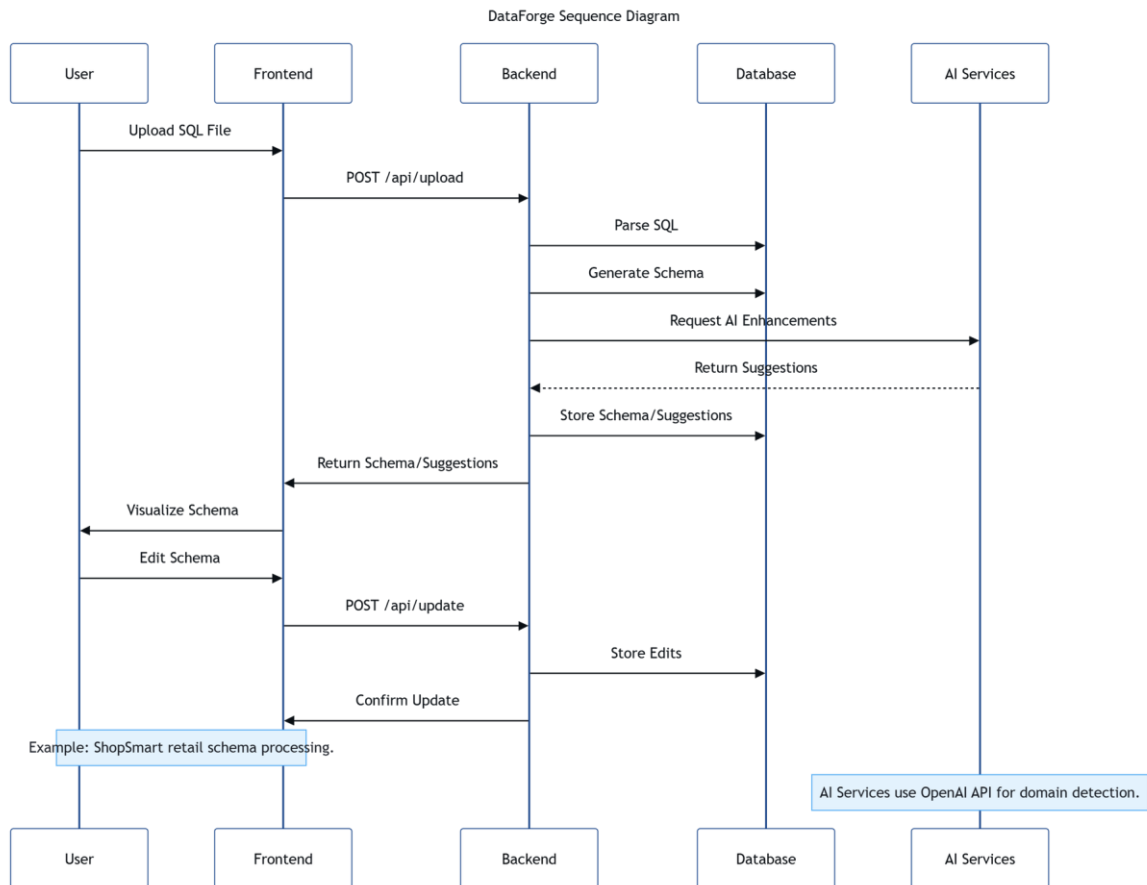 DataForge Sequence Diagram
User
Frontend
Backend
Database
AI Services
Upload SQL File
POST /api/upload
Parse SQL
Generate Schema
Request AI Enhancements
Return Suggestions
Store Schema/Suggestions
Return Schema/Suggestions
Visualize Schema
Edit Schema
POST /api/update
Store Edits
Confirm Update
Example: ShopSmart retail schema processing.
AI Services use OpenAI API for domain detection.
User
Frontend
Backend
Database
AI Services